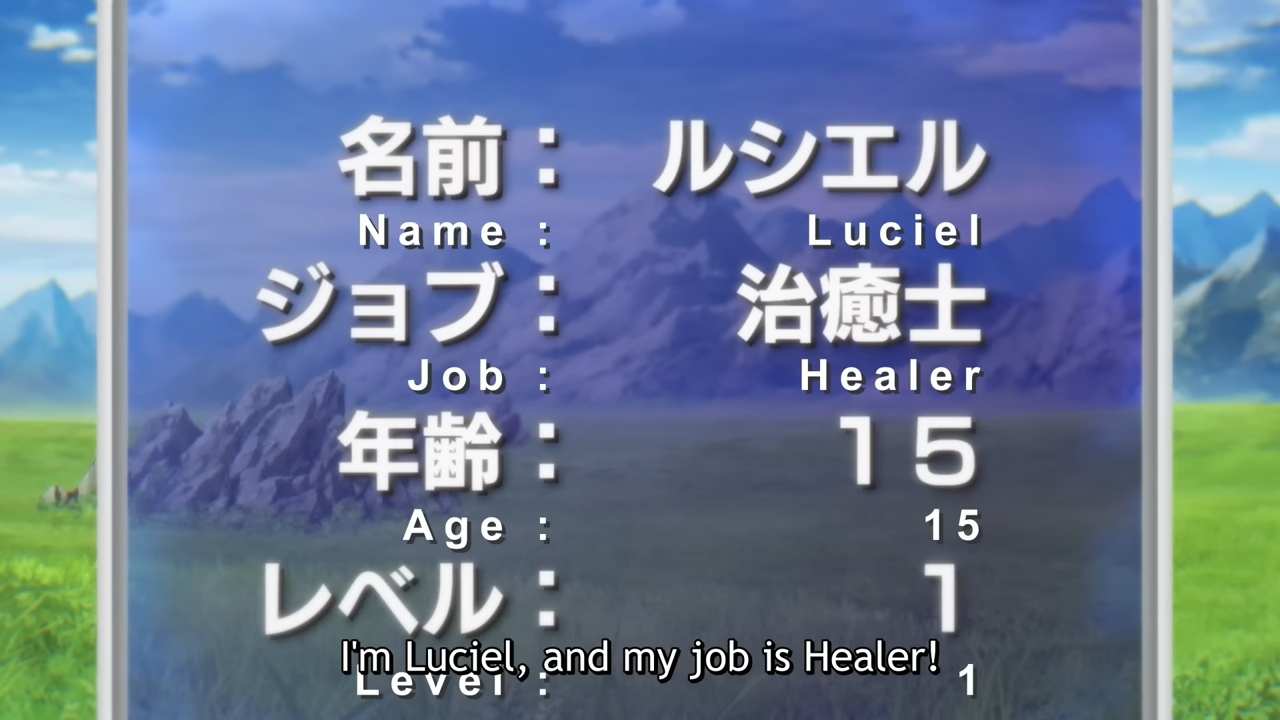 名前： ルシエル
Name : Luciel
ジョブ： 治癒士
Job : Healer
年齢： １５
Age : 15
レベル： １
I'm Luciel, and my job is Healer!
Level : 1